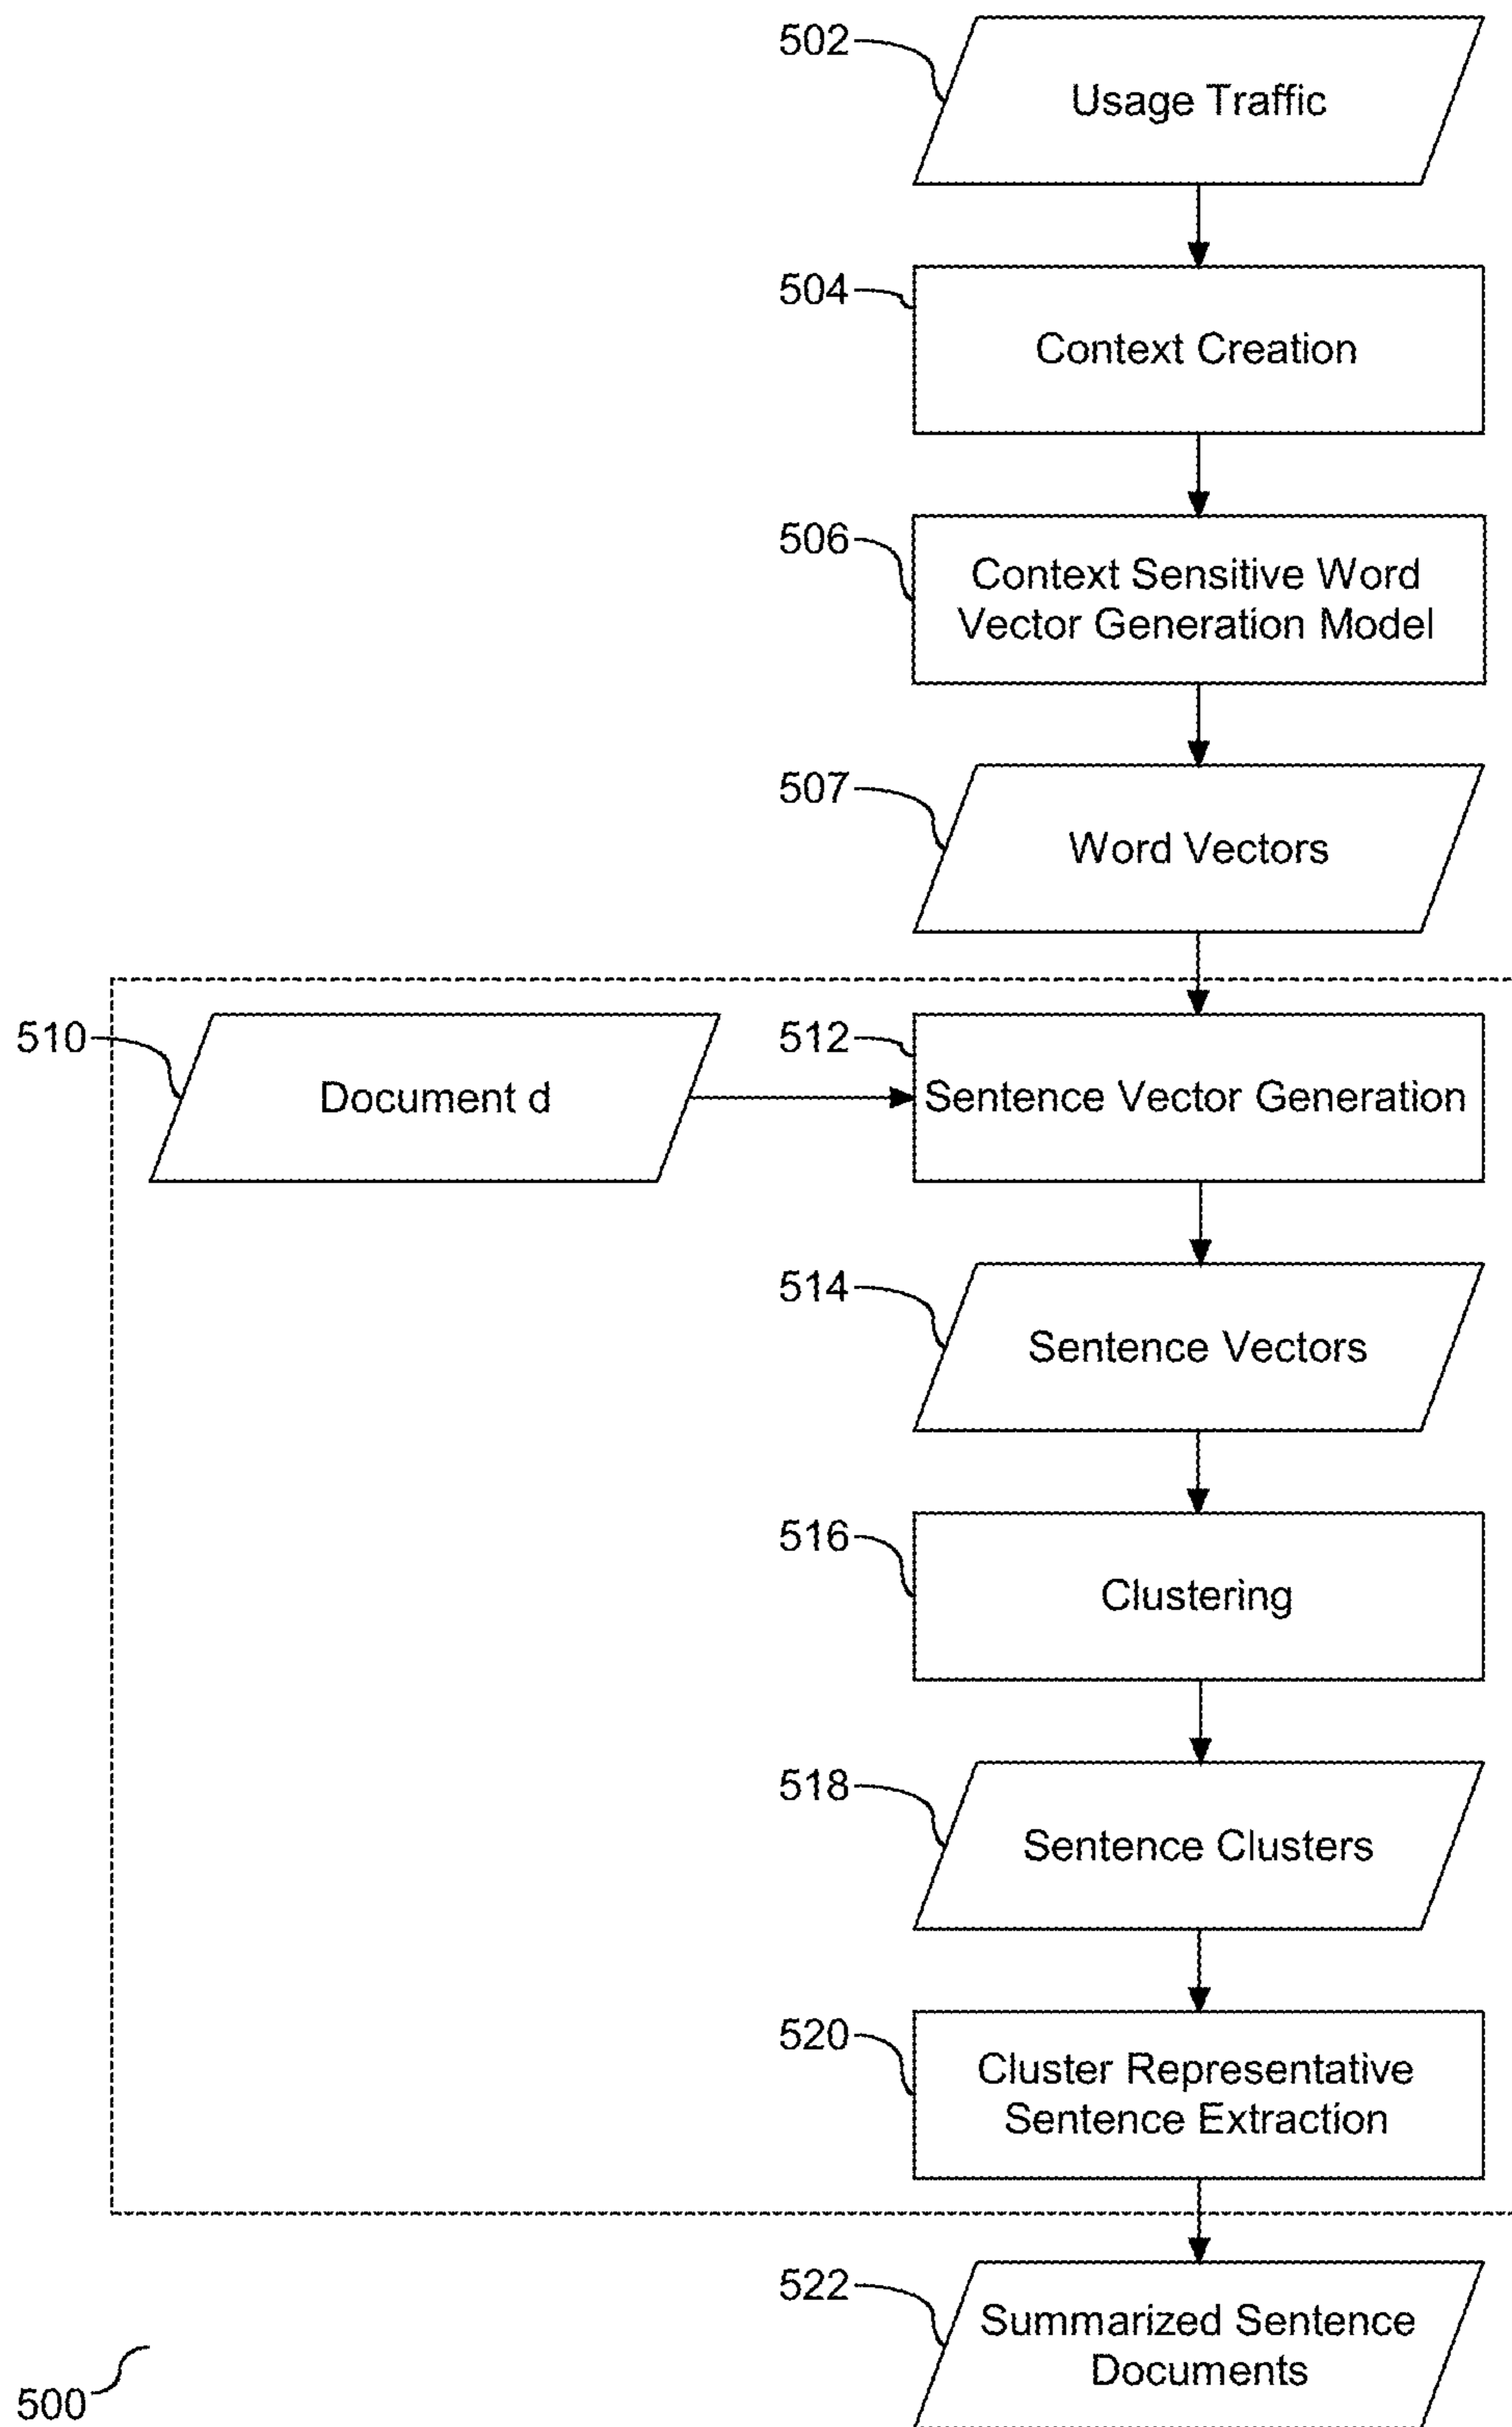 502
Usage Traffic
504
Context Creation
506
Context Sensitive Word
Vector Generation Model
507
Word Vectors
510
Document d
512
Sentence Vector Generation
514
Sentence Vectors
516
Clustering
518
Sentence Clusters
520
Cluster Representative
Sentence Extraction
522
Summarized Sentence
Documents
500